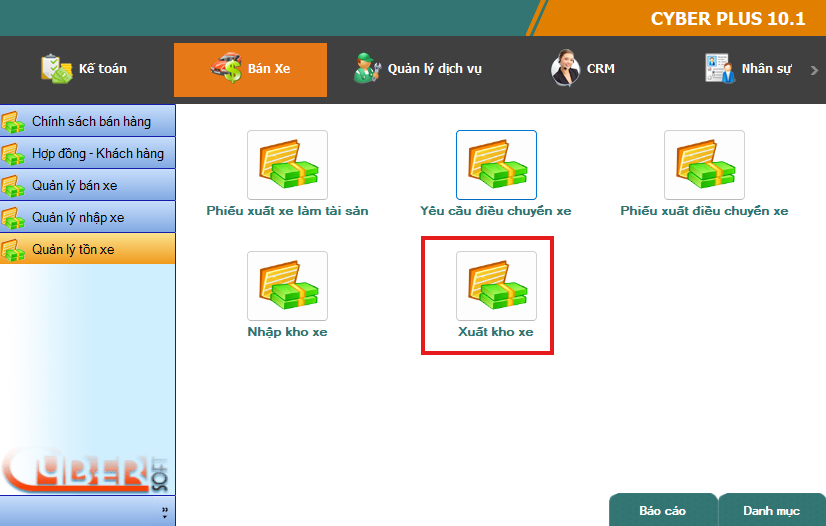 CYBER PLUS 10.1
Kế toán
Bán Xe
Quản lý dịch vụ
CRM
Nhân sự
Chính sách bán hàng
Hợp đồng - Khách hàng
Quản lý bán xe
Quản lý nhập xe
Quản lý tồn xe
Phiếu xuất xe làm tài sản
Yêu cầu điều chuyển xe
Phiếu xuất điều chuyển xe
Nhập kho xe
Xuất kho xe
CYBER SOFT
Báo cáo
Danh mục